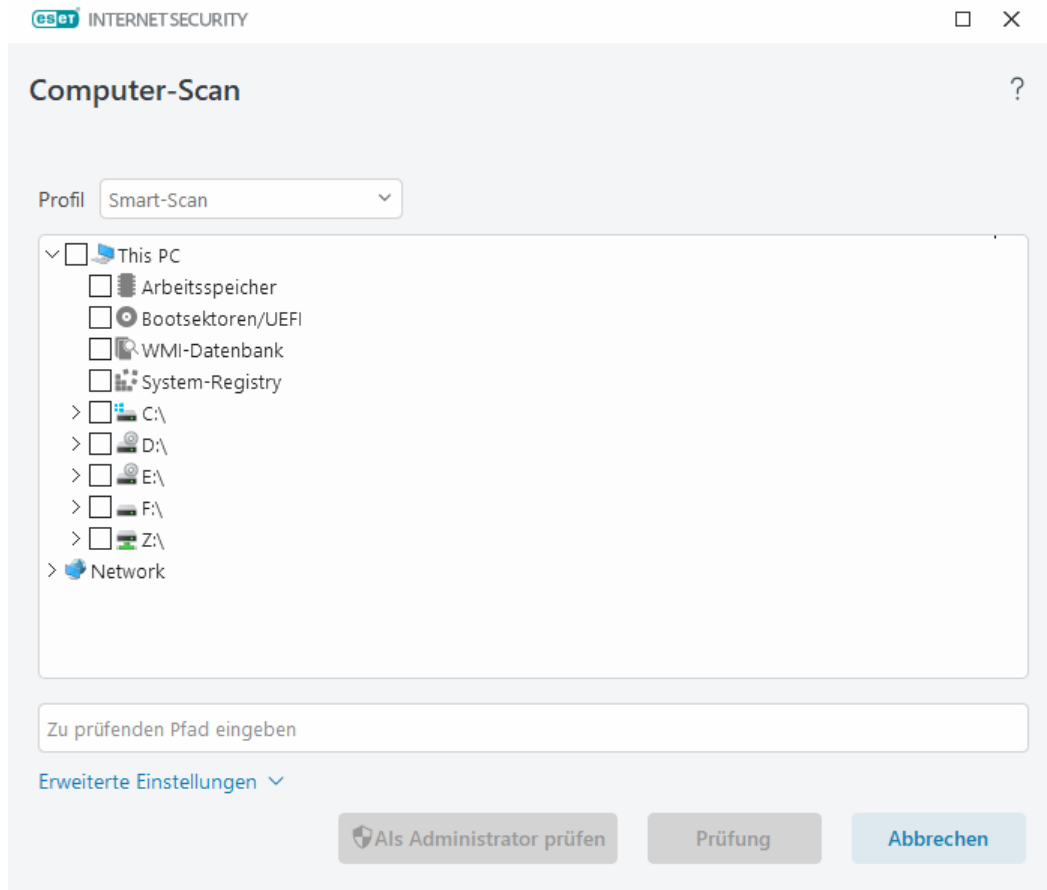 eset INTERNET SECURITY
Computer-Scan
?
Profil Smart-Scan
This PC
Arbeitsspeicher
Bootsektoren/UEFI
WMI-Datenbank
System-Registry
C:\
D:\
E:\
F:\
Z:\
Network
Zu prüfenden Pfad eingeben
Erweiterte Einstellungen
Als Administrator prüfen Prüfung Abbrechen